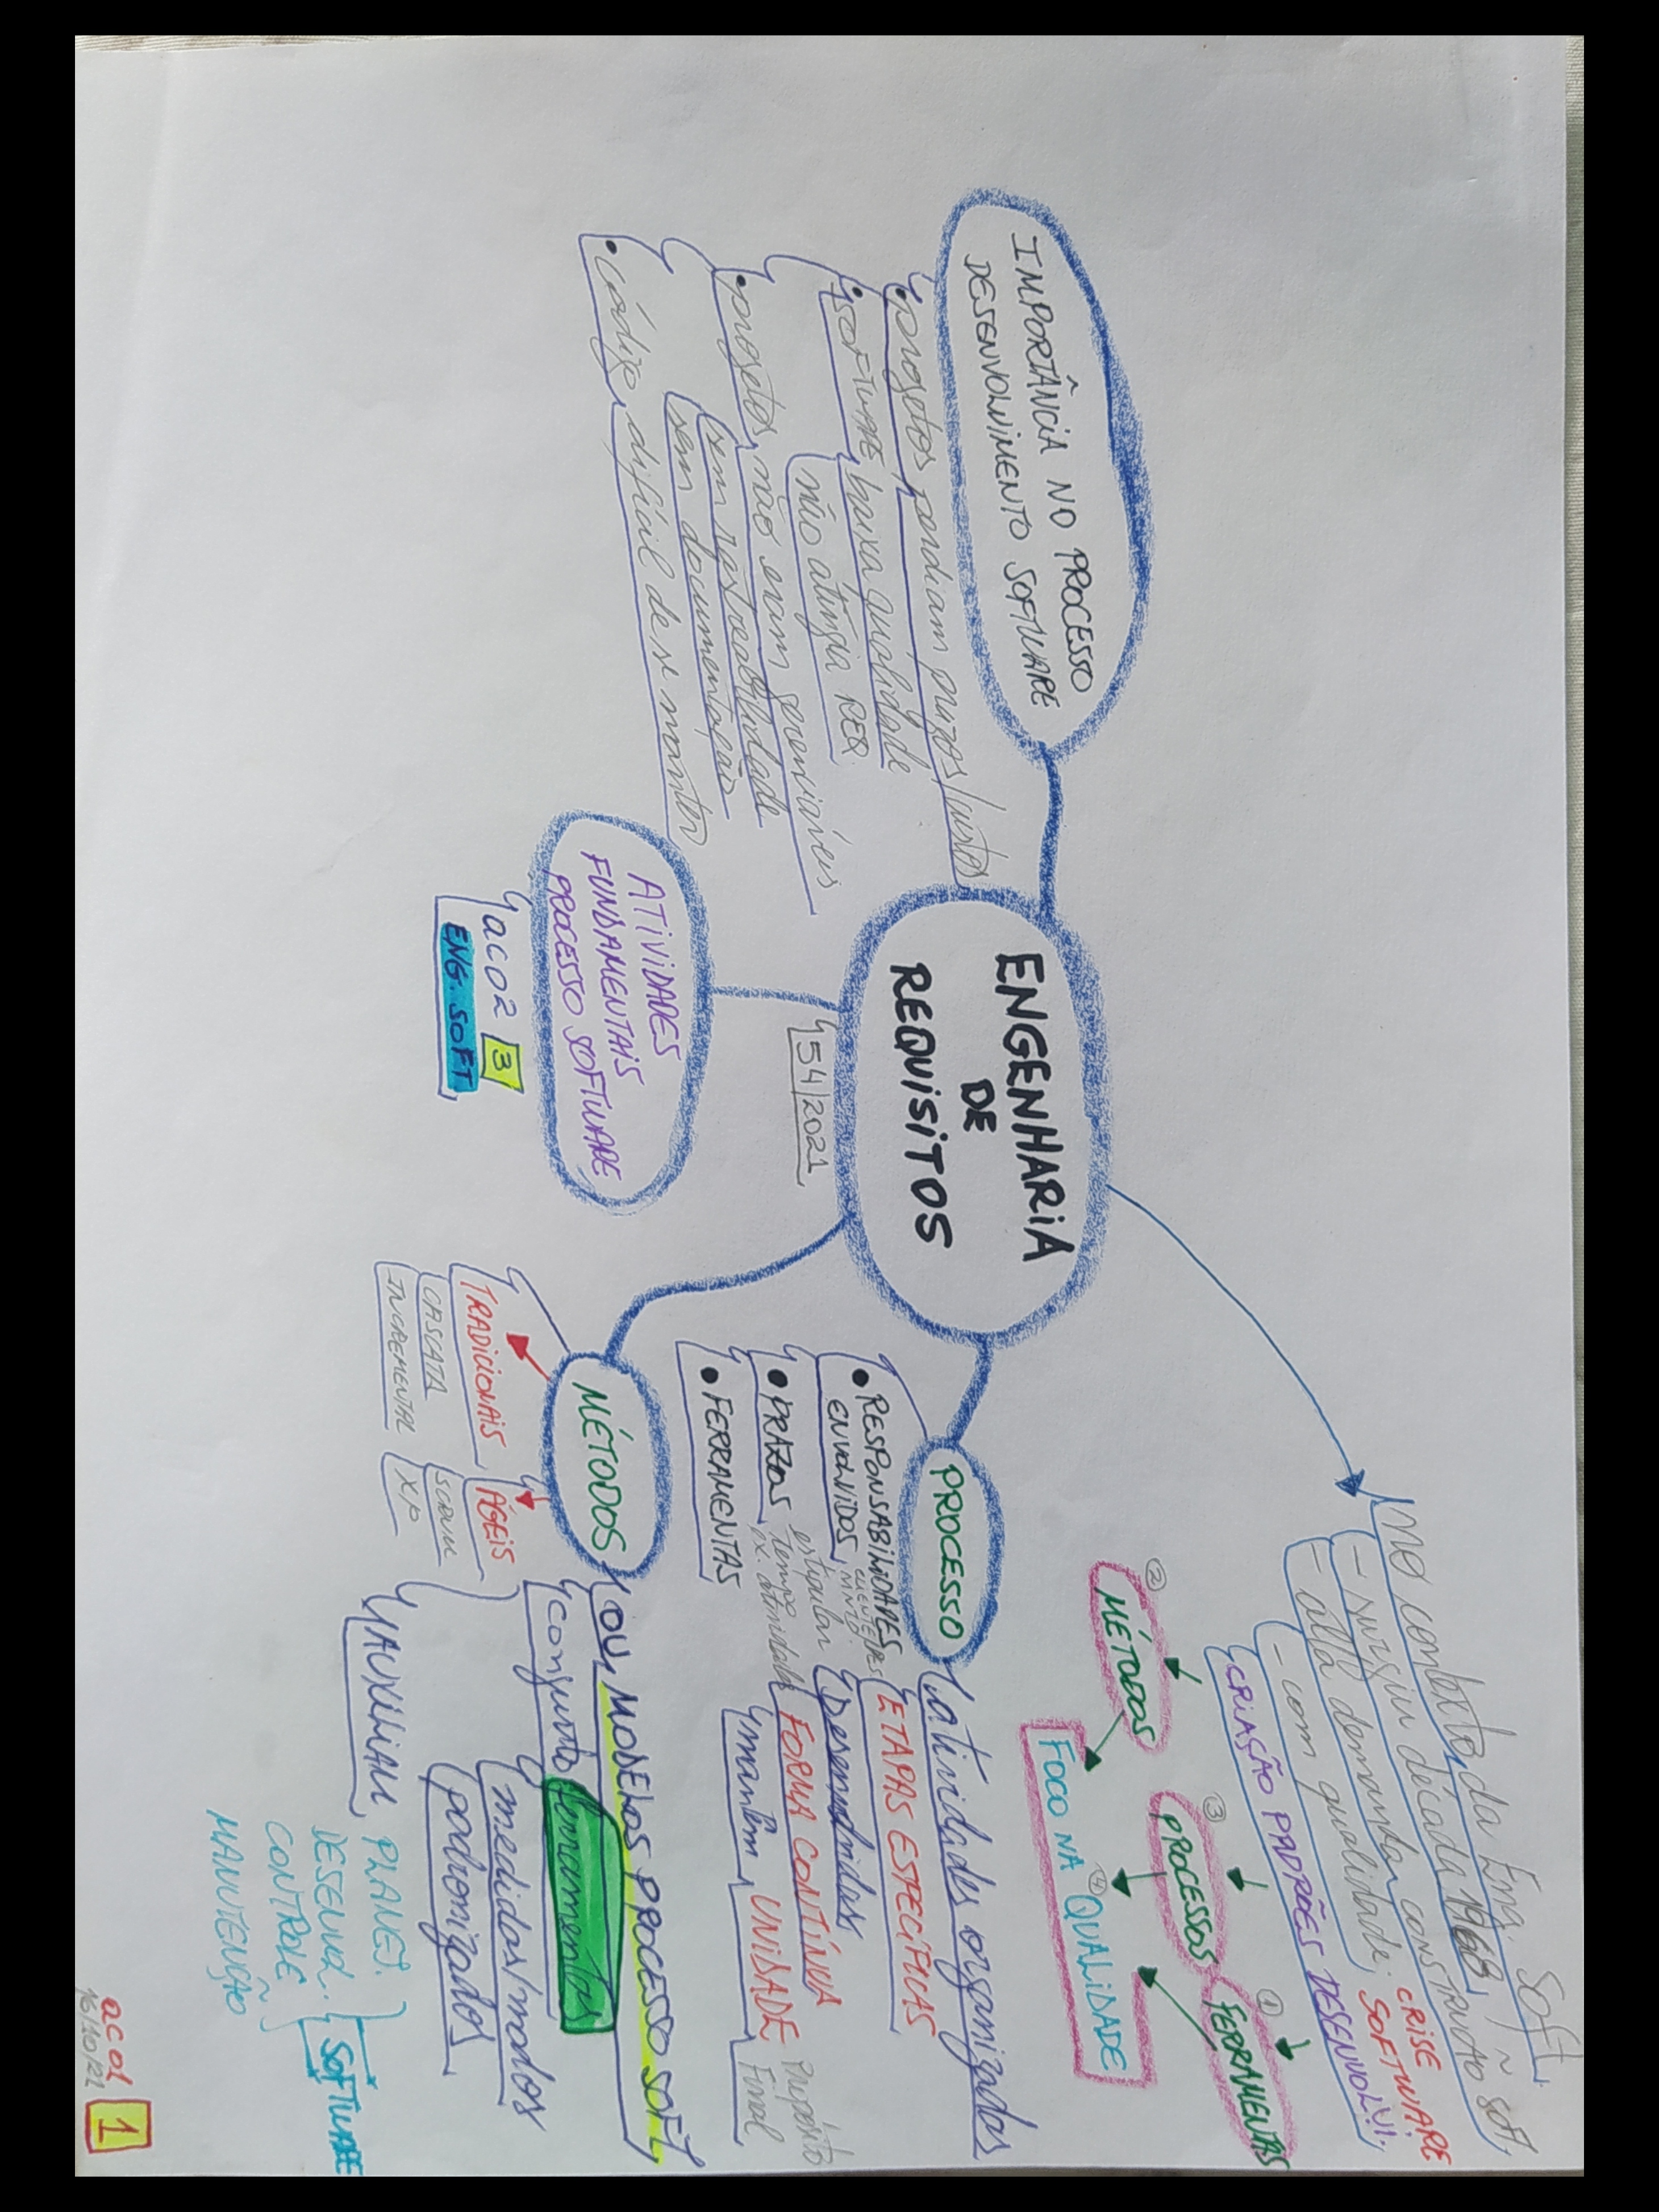 no contexto da Eng. Soft.
- surgiu década 1968
- alta demanda CONSTRUÇÃO SOFT.
- com qualidade.
CRISE
SOFTWARE
CRIAÇÃO PADRÕES DESENVOLVI.
1
FERRAMENTAS
3
PROCESSOS
2
MÉTODOS
4
FOCO NA QUALIDADE
IMPORTÂNCIA NO PROCESSO
DESENVOLVIMENTO SOFTWARE
• projetos perdiam prazos/custos
• SOFTWARE baixa qualidade
não atingia REQ.
• projetos não eram gerenciáveis
sem rastreabilidade
sem documentação
• código difícil de se manter
ENGENHARIA
DE
REQUISITOS
54/2021
PROCESSO
atividades organizadas
ETAPAS ESPECÍFICAS
Desenvolvidas
FORMA CONTÍNUA
mantêm UNIDADE Propósito
Final
• RESPONSABILIDADES
ENVOLVIDOS
• PRAZOS estipular
tempo
ex. atividades
• FERRAMENTAS
ATIVIDADES
FUNDAMENTAIS
PROCESSO SOFTWARE
aco2 3
ENG. SOFT
MÉTODOS
OU MODELOS PROCESSO SOFT
conjunto ferramentas
medidas/modos
padronizados
AUXILIAM PLANEJ.
DESENVOL.
CONTROLE
MANUTENÇÃO
SOFTWARE
TRADICIONAIS
CASCATA
INCREMENTAL
ÁGEIS
SCRUM
XP
aco1 1
16/10/21